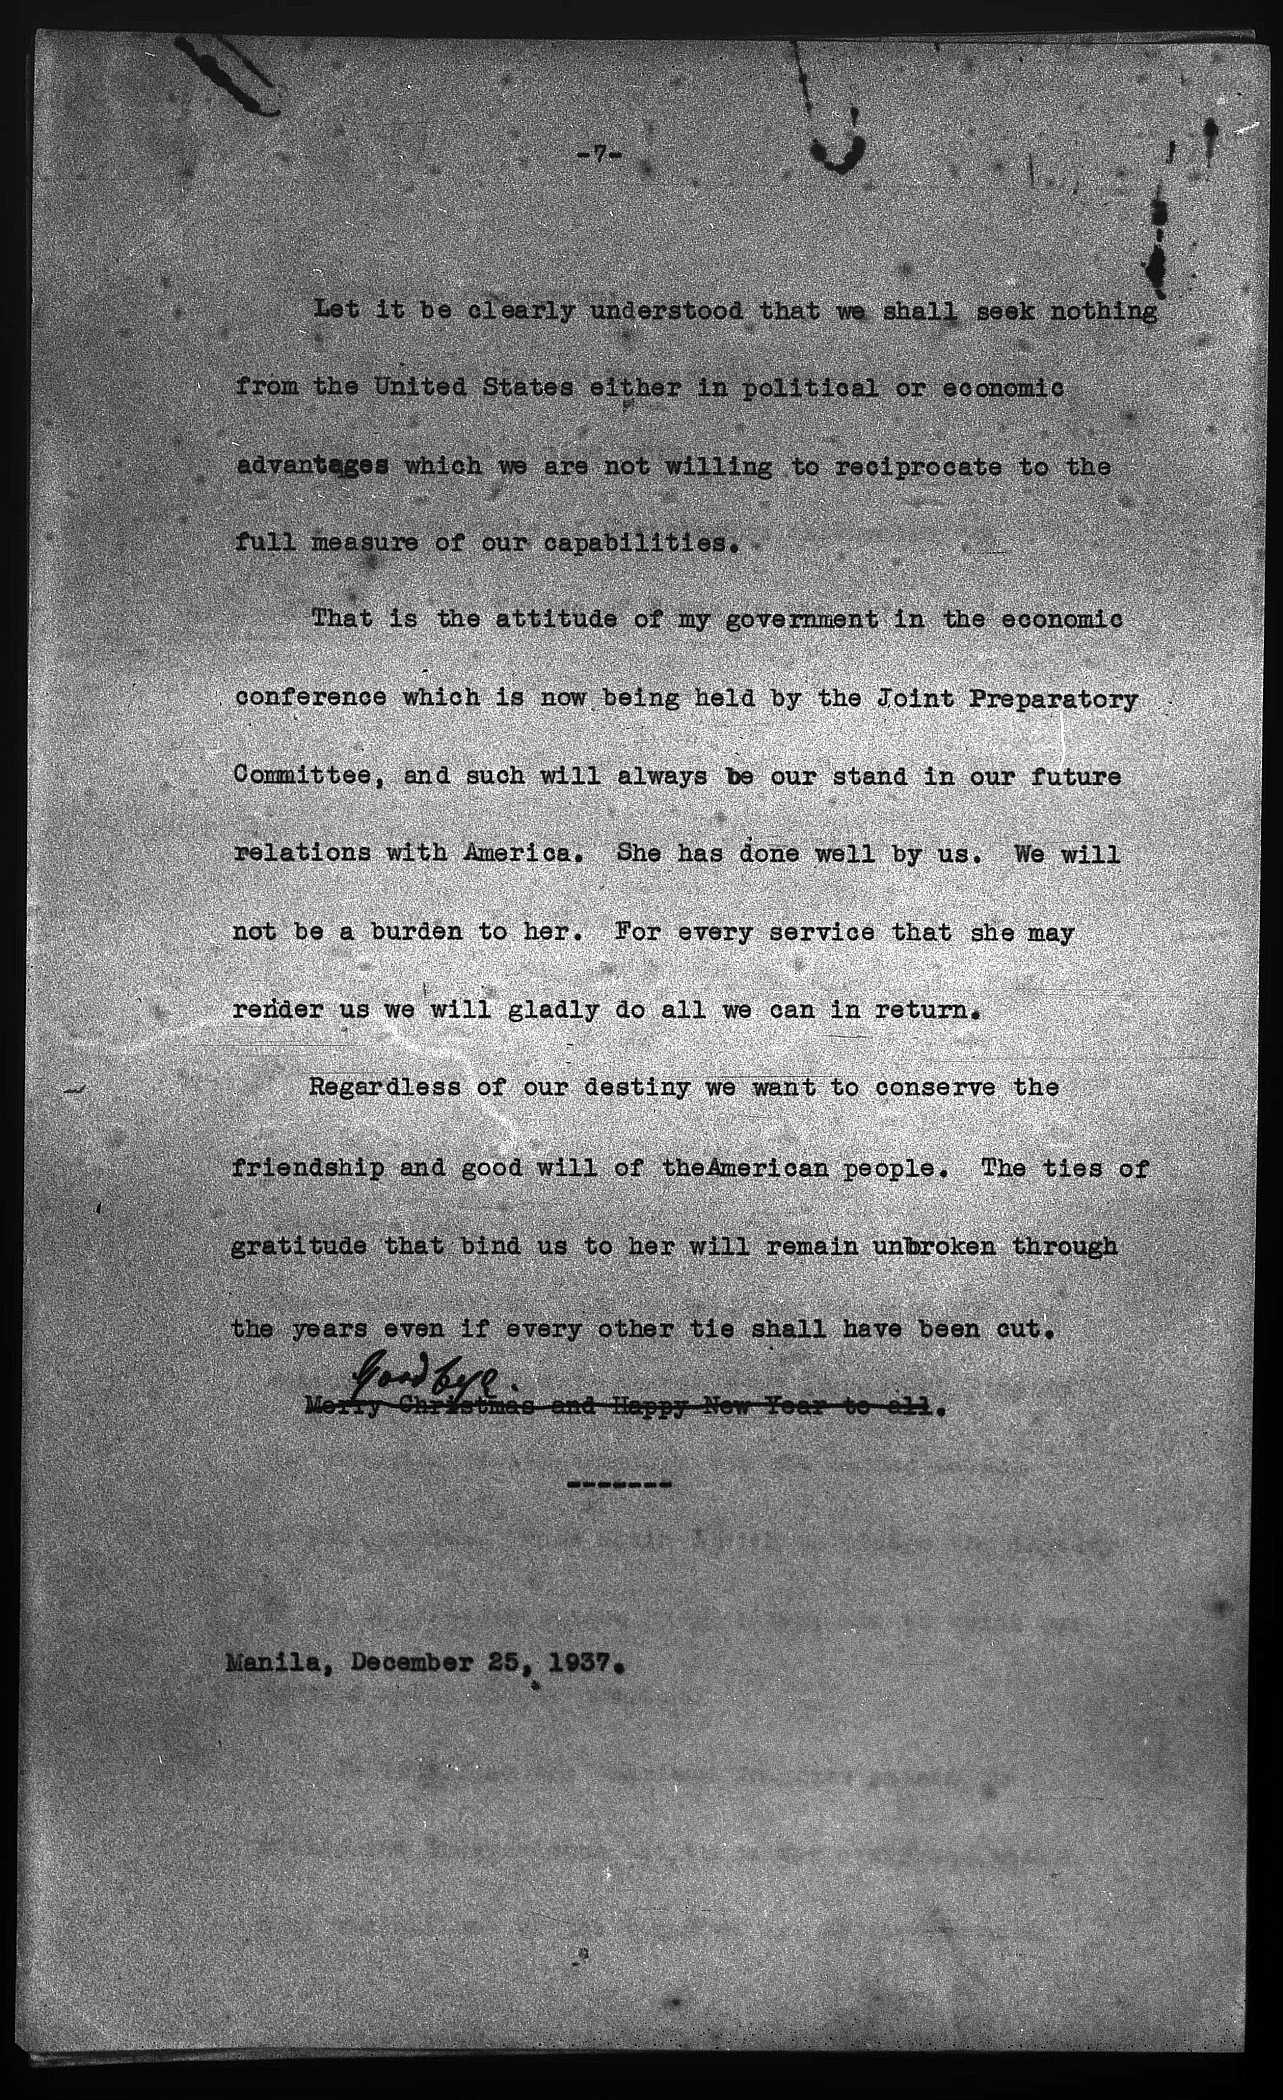 -7-
Let it be clearly understood that we shall seek nothing
from the United States either in political or economic
advantages which we are not willing to reciprocate to the
full measure of our capabilities.
That is the attitude of my government in the economic
conference which is now being held by the Joint Preparatory
Committee, and such will always be our stand in our future
relations with America. She has done well by us. We will
not be a burden to her. For every service that she may
render us we will gladly do all we can in return.
Regardless of our destiny we want to conserve the
friendship and good will of theAmerican people. The ties of
gratitude that bind us to her will remain unbroken through
the years even if every other tie shall have been cut.
Goodbye.
Merry Christmas and Happy New Year to all.
-------
Manila, December 25, 1937.